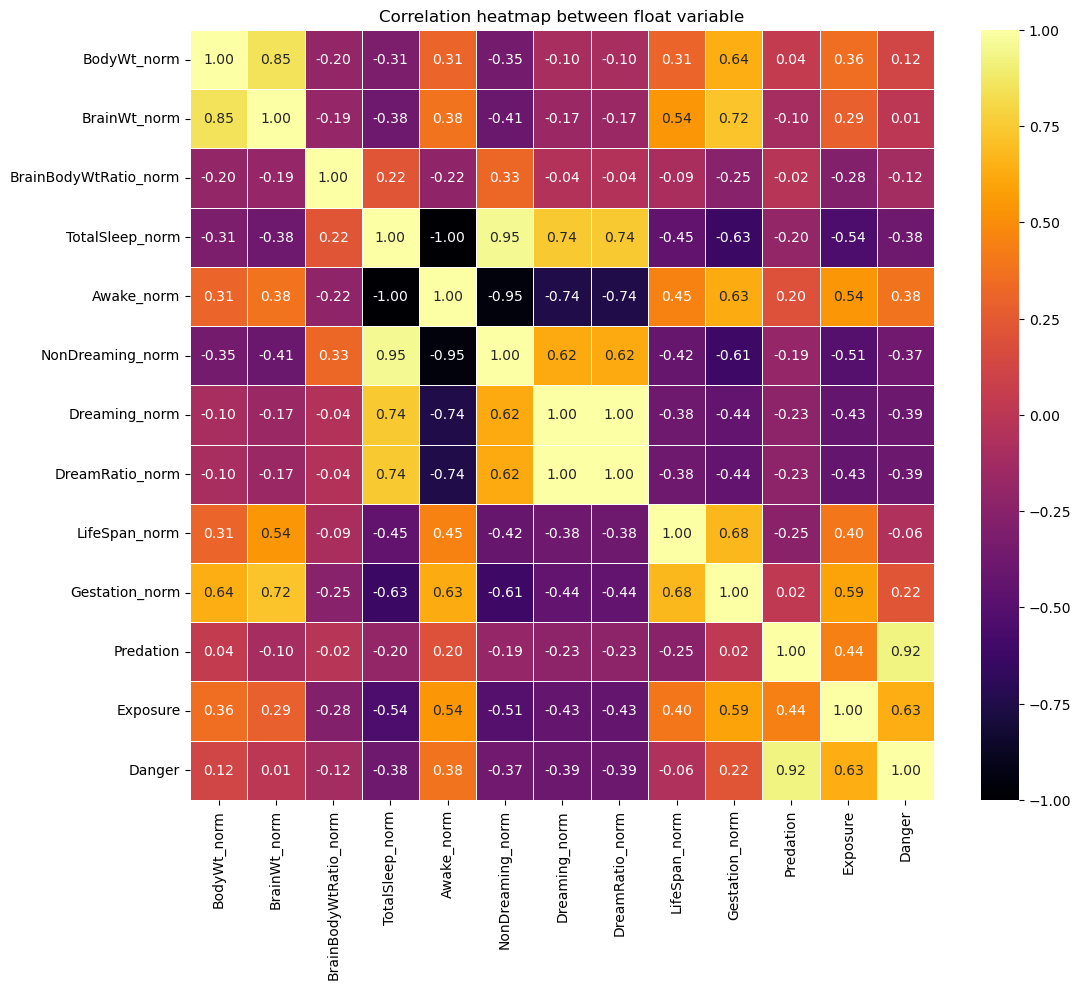 Correlation heatmap between float variable
BodyWt_norm 1.00 0.85 -0.20 -0.31 0.31 -0.35 -0.10 -0.10 0.31 0.64 0.04 0.36 0.12
BrainWt_norm 0.85 1.00 -0.19 -0.38 0.38 -0.41 -0.17 -0.17 0.54 0.72 -0.10 0.29 0.01
BrainBodyWtRatio_norm -0.20 -0.19 1.00 0.22 -0.22 0.33 -0.04 -0.04 -0.09 -0.25 -0.02 -0.28 -0.12
TotalSleep_norm -0.31 -0.38 0.22 1.00 -1.00 0.95 0.74 0.74 -0.45 -0.63 -0.20 -0.54 -0.38
Awake_norm 0.31 0.38 -0.22 -1.00 1.00 -0.95 -0.74 -0.74 0.45 0.63 0.20 0.54 0.38
NonDreaming_norm -0.35 -0.41 0.33 0.95 -0.95 1.00 0.62 0.62 -0.42 -0.61 -0.19 -0.51 -0.37
Dreaming_norm -0.10 -0.17 -0.04 0.74 -0.74 0.62 1.00 1.00 -0.38 -0.44 -0.23 -0.43 -0.39
DreamRatio_norm -0.10 -0.17 -0.04 0.74 -0.74 0.62 1.00 1.00 -0.38 -0.44 -0.23 -0.43 -0.39
LifeSpan_norm 0.31 0.54 -0.09 -0.45 0.45 -0.42 -0.38 -0.38 1.00 0.68 -0.25 0.40 -0.06
Gestation_norm 0.64 0.72 -0.25 -0.63 0.63 -0.61 -0.44 -0.44 0.68 1.00 0.02 0.59 0.22
Predation 0.04 -0.10 -0.02 -0.20 0.20 -0.19 -0.23 -0.23 -0.25 0.02 1.00 0.44 0.92
Exposure 0.36 0.29 -0.28 -0.54 0.54 -0.51 -0.43 -0.43 0.40 0.59 0.44 1.00 0.63
Danger 0.12 0.01 -0.12 -0.38 0.38 -0.37 -0.39 -0.39 -0.06 0.22 0.92 0.63 1.00
BodyWt_norm
BrainWt_norm
BrainBodyWtRatio_norm
TotalSleep_norm
Awake_norm
NonDreaming_norm
Dreaming_norm
DreamRatio_norm
LifeSpan_norm
Gestation_norm
Predation
Exposure
Danger
1.00
0.75
0.50
0.25
0.00
−0.25
−0.50
−0.75
−1.00